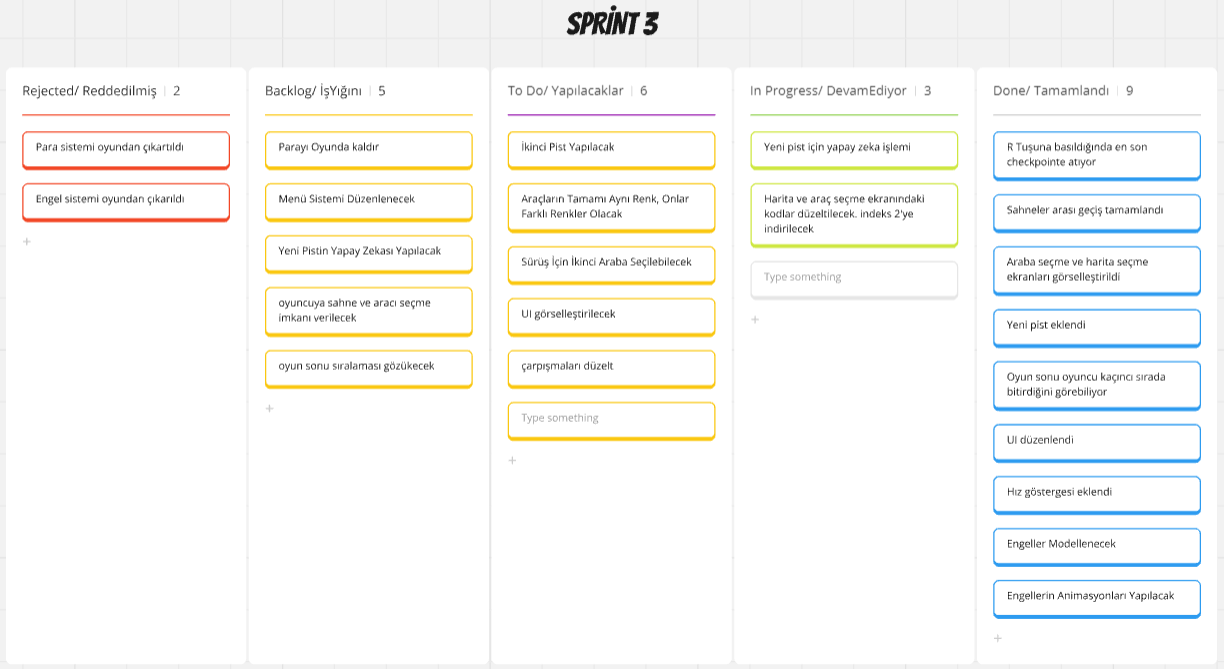 SPRİNT 3
Rejected/ Reddedilmiş 2
Para sistemi oyundan çıkartıldı
Engel sistemi oyundan çıkarıldı
+
Backlog/ İşYığını 5
Parayı Oyunda kaldır
Menü Sistemi Düzenlenecek
Yeni Pistin Yapay Zekası Yapılacak
oyuncuya sahne ve aracı seçme
imkanı verilecek
oyun sonu sıralaması gözükecek
+
To Do/ Yapılacaklar 6
İkinci Pist Yapılacak
Araçların Tamamı Aynı Renk, Onlar
Farklı Renkler Olacak
Sürüş İçin İkinci Araba Seçilebilecek
UI görselleştirilecek
çarpışmaları düzelt
Type something
+
In Progress/ DevamEdiyor 3
Yeni pist için yapay zeka işlemi
Harita ve araç seçme ekranındaki
kodlar düzeltilecek. indeks 2'ye
indirilecek
Type something
+
Done/ Tamamlandı 9
R Tuşuna basıldığında en son
checkpointe atıyor
Sahneler arası geçiş tamamlandı
Araba seçme ve harita seçme
ekranları görselleştirildi
Yeni pist eklendi
Oyun sonu oyuncu kaçıncı sırada
bitirdiğini görebiliyor
UI düzenlendi
Hız göstergesi eklendi
Engeller Modellenecek
Engellerin Animasyonları Yapılacak
+